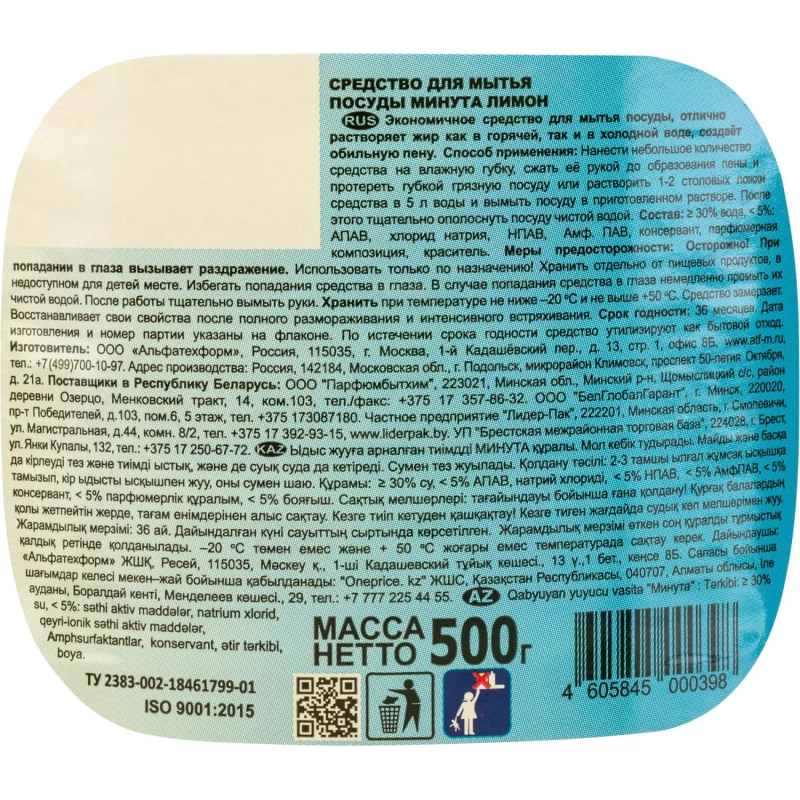 СРЕДСТВО ДЛЯ МЫТЬЯ
ПОСУДЫ МИНУТА ЛИМОН
RUS Экономичное средство для мытья посуды, отлично
растворяет жир как в горячей, так и в холодной воде, создаёт
обильную пену. Способ применения: Нанести небольшое количество
средства на влажную губку, сжать её рукой до образования пены и
протереть губкой грязную посуду или растворить 1-2 столовых ложки
средства в 5 л воды и вымыть посуду в приготовленном растворе. После
этого тщательно ополоснуть посуду чистой водой. Состав: ≥ 30% вода, < 5%:
АПАВ, хлорид натрия, НПАВ, Амф. ПАВ, консервант, парфюмерная
композиция, краситель. Меры предосторожности: Осторожно! При
попадании в глаза вызывает раздражение. Использовать только по назначению! Хранить отдельно от пищевых продуктов, в
недоступном для детей месте. Избегать попадания средства в глаза. В случае попадания средства в глаза немедленно промыть их
чистой водой. После работы тщательно вымыть руки. Хранить при температуре не ниже –20 ºС и не выше +50 ºС. Средство замерзает.
Восстанавливает свои свойства после полного размораживания и интенсивного встряхивания. Срок годности: 36 месяцев. Дата
изготовления и номер партии указаны на флаконе. По истечении срока годности средство утилизируют как бытовой отход.
Изготовитель: ООО «Альфатехформ», Россия, 115035, г. Москва, 1-й Кадашёвский пер., д. 13, стр. 1, офис 8Б, www.atf-m.ru,
тел.: +7(499)700-10-97. Адрес производства: Россия, 142184, Московская обл., г. Подольск, микрорайон Климовск, проспект 50-летия Октября,
д. 21а. Поставщики в Республику Беларусь: ООО "Парфюмбытхим", 223021, Минская обл., Минский р-н, Щомыслицкий с/с, район
деревни Озерцо, Менковский тракт, 14, ком.103, тел./факс: +375 17 357-86-32. ООО "БелГлобалГарант", г. Минск, 220020,
пр-т Победителей, д.103, пом.6, 5 этаж, тел. +375 173087180. Частное предприятие "Лидер-Пак", 222201, Минская область, г. Смолевичи,
ул. Магистральная, д.44, комн. 8/2, тел. +375 17 392-93-15, www.liderpak.by. УП "Брестская межрайонная торговая база", 224028, г. Брест,
ул. Янки Купалы, 132, тел.: +375 17 250-67-72. KAZ Ыдыс жууға арналған тиімдді МИНУТА құралы. Мол көбік тудырады. Майды және басқа
да кірлеуді тез және тиімді ыстық, және де суық суда да кетіреді. Сумен тез жуылады. Қолдану тәсілі: 2-3 тамшы ылғал жұмсақ ысқышқа
тамызып, кір ыдысты ысқышпен жуу, оны сумен шаю. Құрамы: ≥ 30% су, < 5% АПАВ, натрий хлориді, < 5% НПАВ, < 5% АмфПАВ, < 5%
консервант, < 5% парфюмерлік құралым, < 5% бояғыш. Сақтық мелшерлері: тағайындауы бойынша ғана қолдану! Құрғақ балалардың
қолы жетпейтін жерде, тағам өнімдерінен алыс сақтау. Көзге тиіп кетуден қашқақтау! Көзге тиген жағдайда судың көп мелшерімен жуу.
Жарамдылық мерзімі: 36 ай. Дайындалған күні сауыттың сыртында көрсетілген. Жарамдылық мерзімі өткен соң құралды тұрмыстық
қалдық ретінде қолданылады. –20 ºС төмен емес және + 50 ºС жоғары емес температурада сақтау керек. Дайындаушы:
«Альфатехформ» ЖШҚ, Ресей, 115035, Мәскеу қ., 1-ші Кадашевский тұйық көшесі., 13 ү.,1 бет., кеңсе 8Б. Сапасы бойынша
шағымдар келесі мекен–жай бойынша қабылданады: "Oneprice. kz" ЖШС, Қазақстан Республикасы, 040707, Алматы облысы, Іле
ауданы, Боралдай кенті, Менделеев көшесі., 29, тел.:+7 777 225 44 55. AZ Qabyuyan yuyucu vasitə "Минута" : Tərkibi: ≥ 30%
su, < 5%: səthi aktiv maddələr, natrium xlorid,
qeyri-ionik səthi aktiv maddələr,
Amphsurfaktantlar, konservant, ətir tərkibi,
boya.
МАССА
НЕТТО 500г
ТУ 2383-002-18461799-01
ISO 9001:2015
4 605845 000398